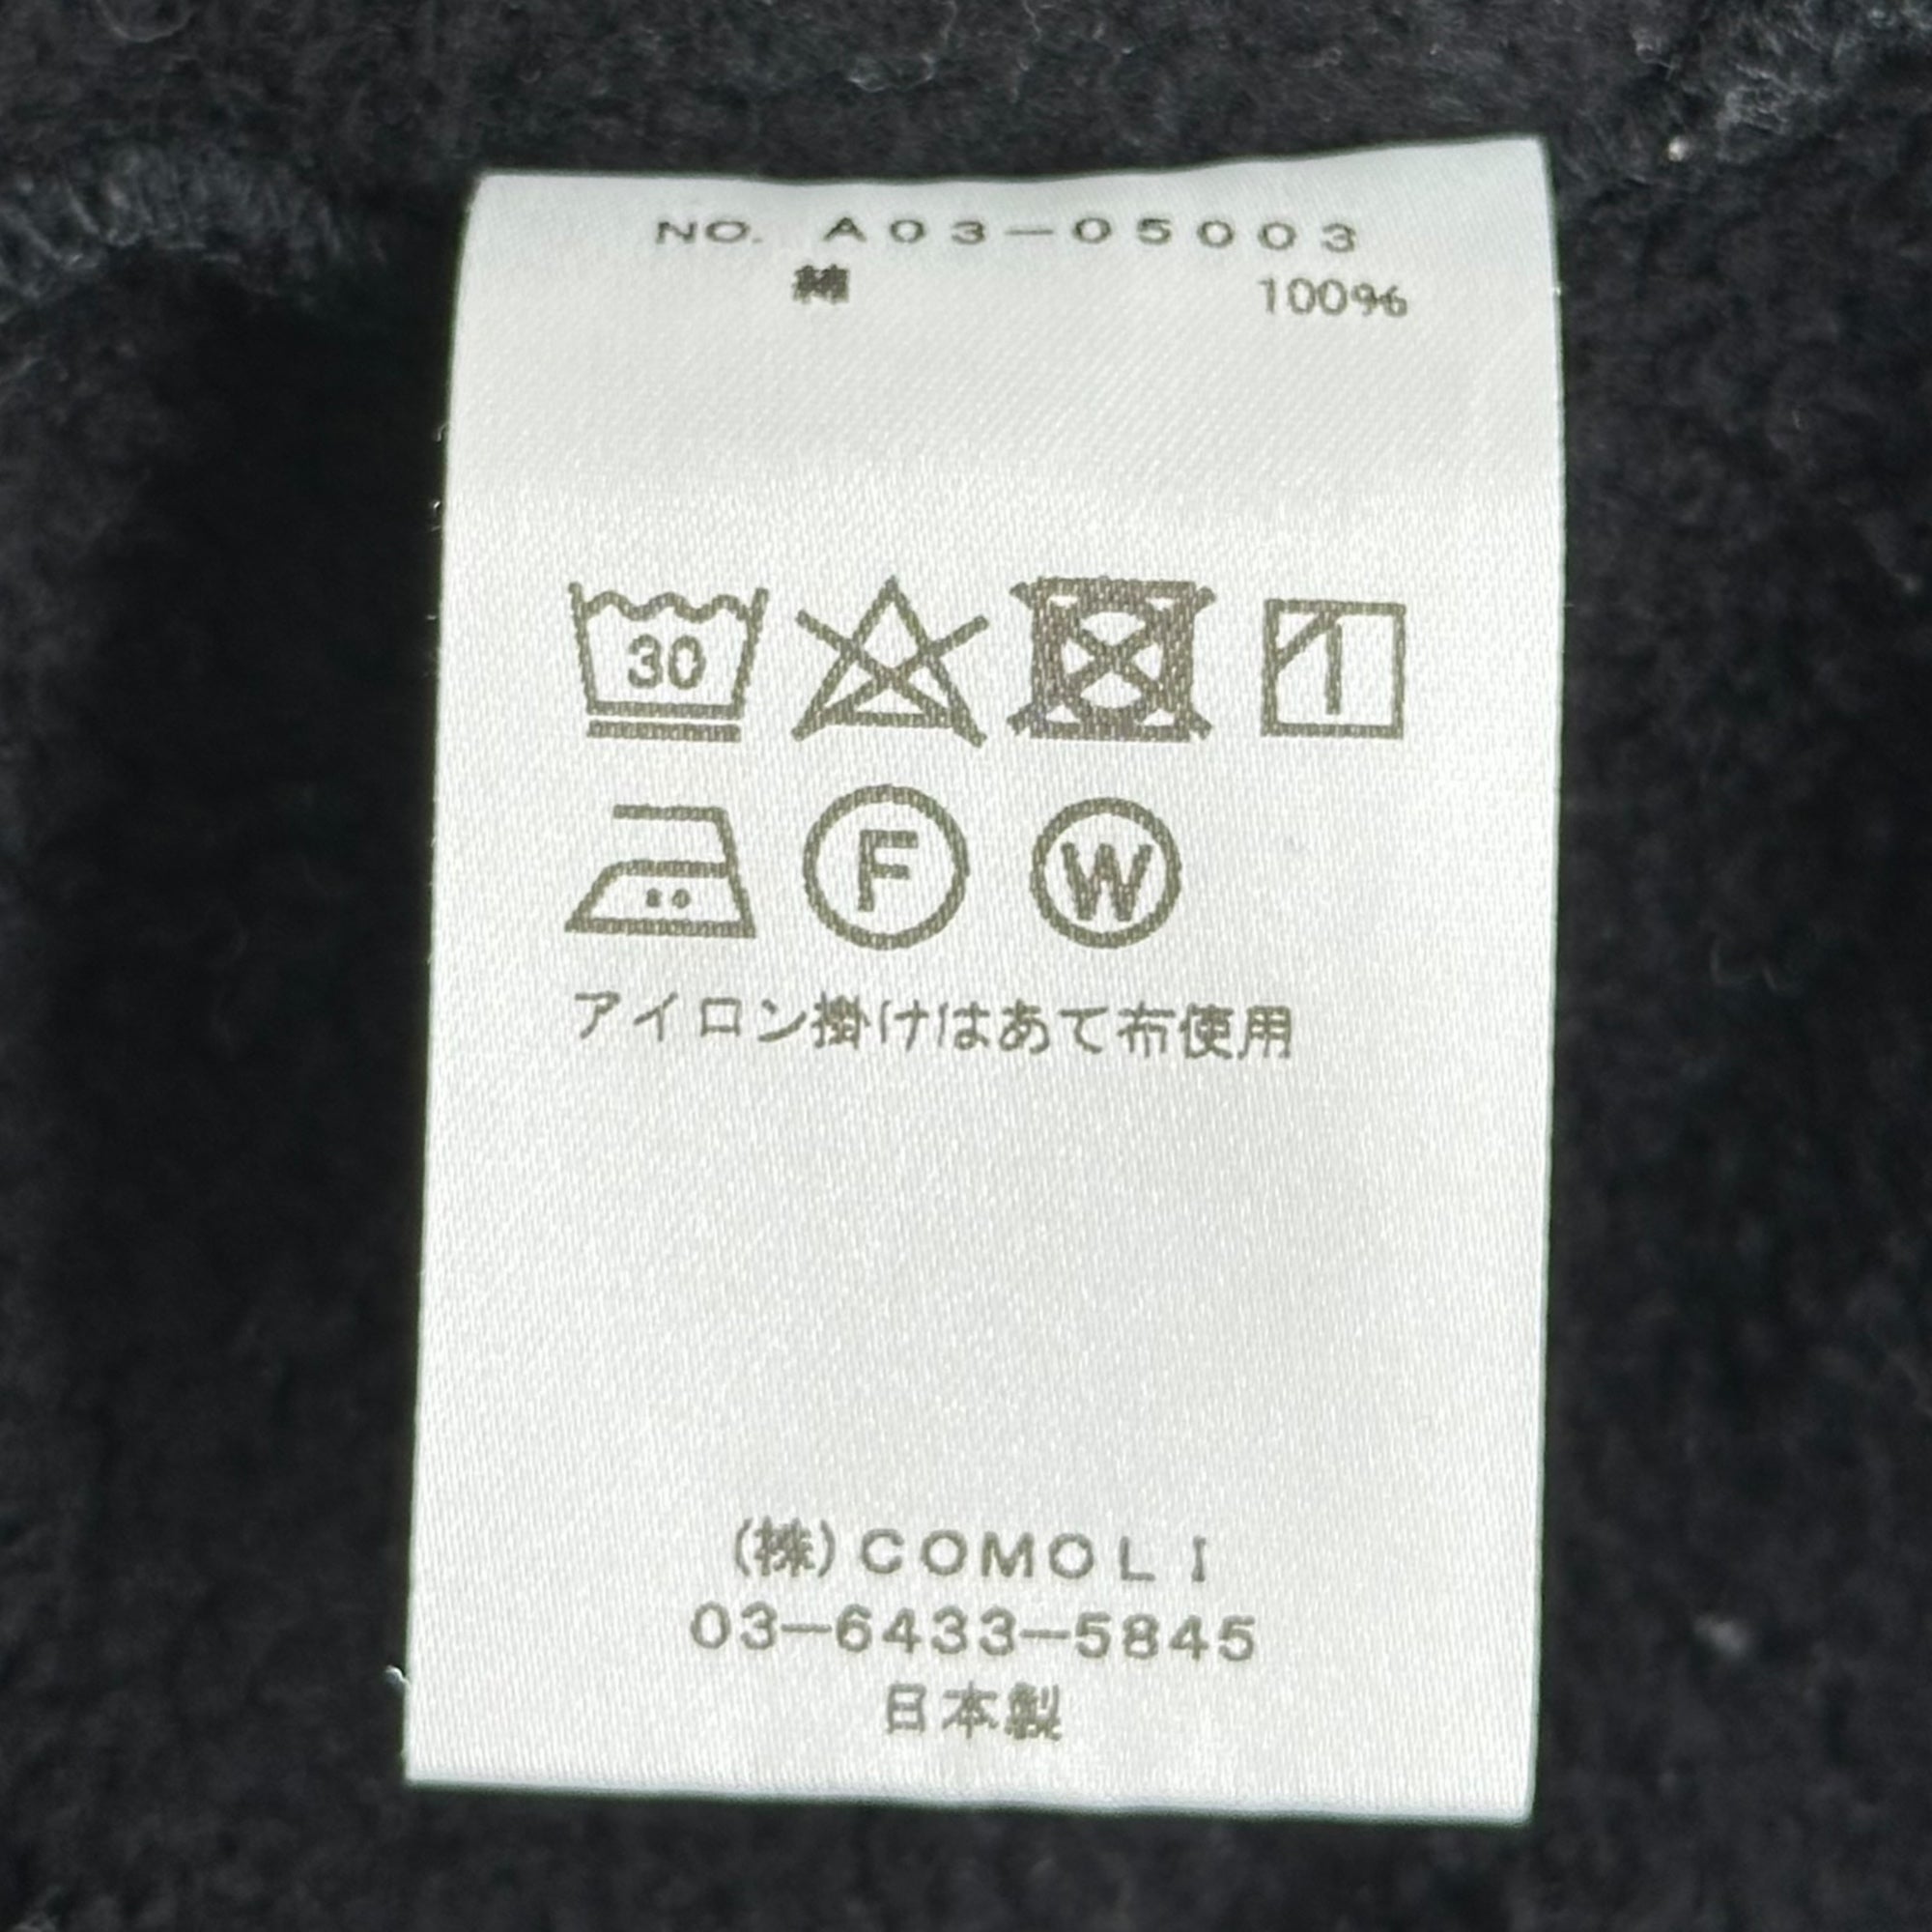 NO. A03-05003
綿 100%
30
F W
アイロン掛けはあて布使用
(株)COMOLI
03-6433-5845
日本製